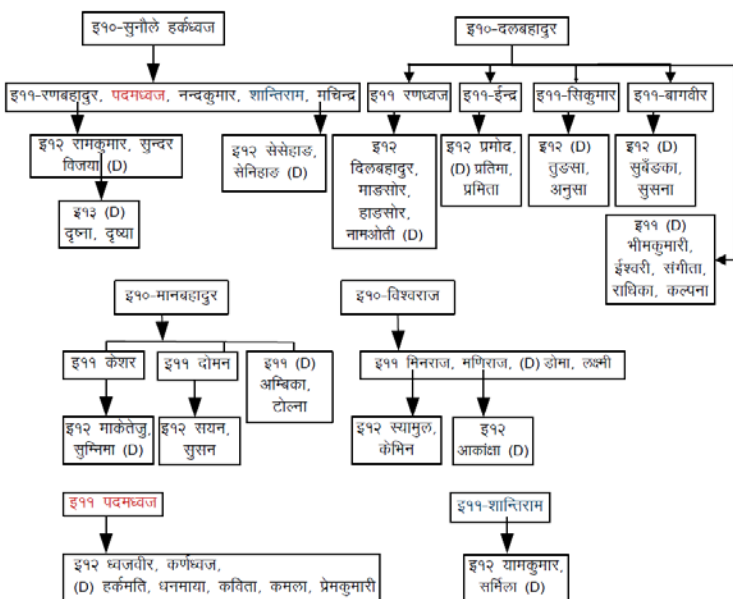 इ१०-सुनौले हर्कध्वज
इ१०-दलबहादुर
इ११-रणबहादुर, पदमध्वज, नन्दकुमार, शान्तिराम, मचिन्द्र
इ११ रणध्वज
इ११-ईन्द्र
इ११-सिकुमार
इ११-बागवीर
इ१२ रामकुमार, सुन्दर
विजया (D)
इ१२ सेसेहाङ,
सेनिहाङ (D)
इ१२
दिलबहादुर,
माङसोर,
हाङसोर,
नामओती (D)
इ१२ प्रमोद,
(D) प्रतिमा,
प्रमिता
इ१२ (D)
तुङसा,
अनुसा
इ१२ (D)
सुबँङका,
सुसना
इ१३ (D)
दृष्ना, दृष्या
इ११ (D)
भीमकुमारी,
ईश्वरी, संगीता,
राधिका, कल्पना
इ१०-मानबहादुर
इ१०-विश्वराज
इ११ केशर
इ११ दोमन
इ११ (D)
अम्बिका,
टोल्ना
इ११ मिनराज, मणिराज, (D) डोमा, लक्ष्मी
इ१२ माकेतेजु,
सुम्निमा (D)
इ१२ सयन,
सुसन
इ१२ स्यामुल,
केभिन
इ१२
आकांक्षा (D)
इ११ पदमध्वज
इ११-शान्तिराम
इ१२ ध्वजवीर, कर्णध्वज,
(D) हर्कमति, धनमाया, कविता, कमला, प्रेमकुमारी
इ१२ यामकुमार,
सर्मिला (D)